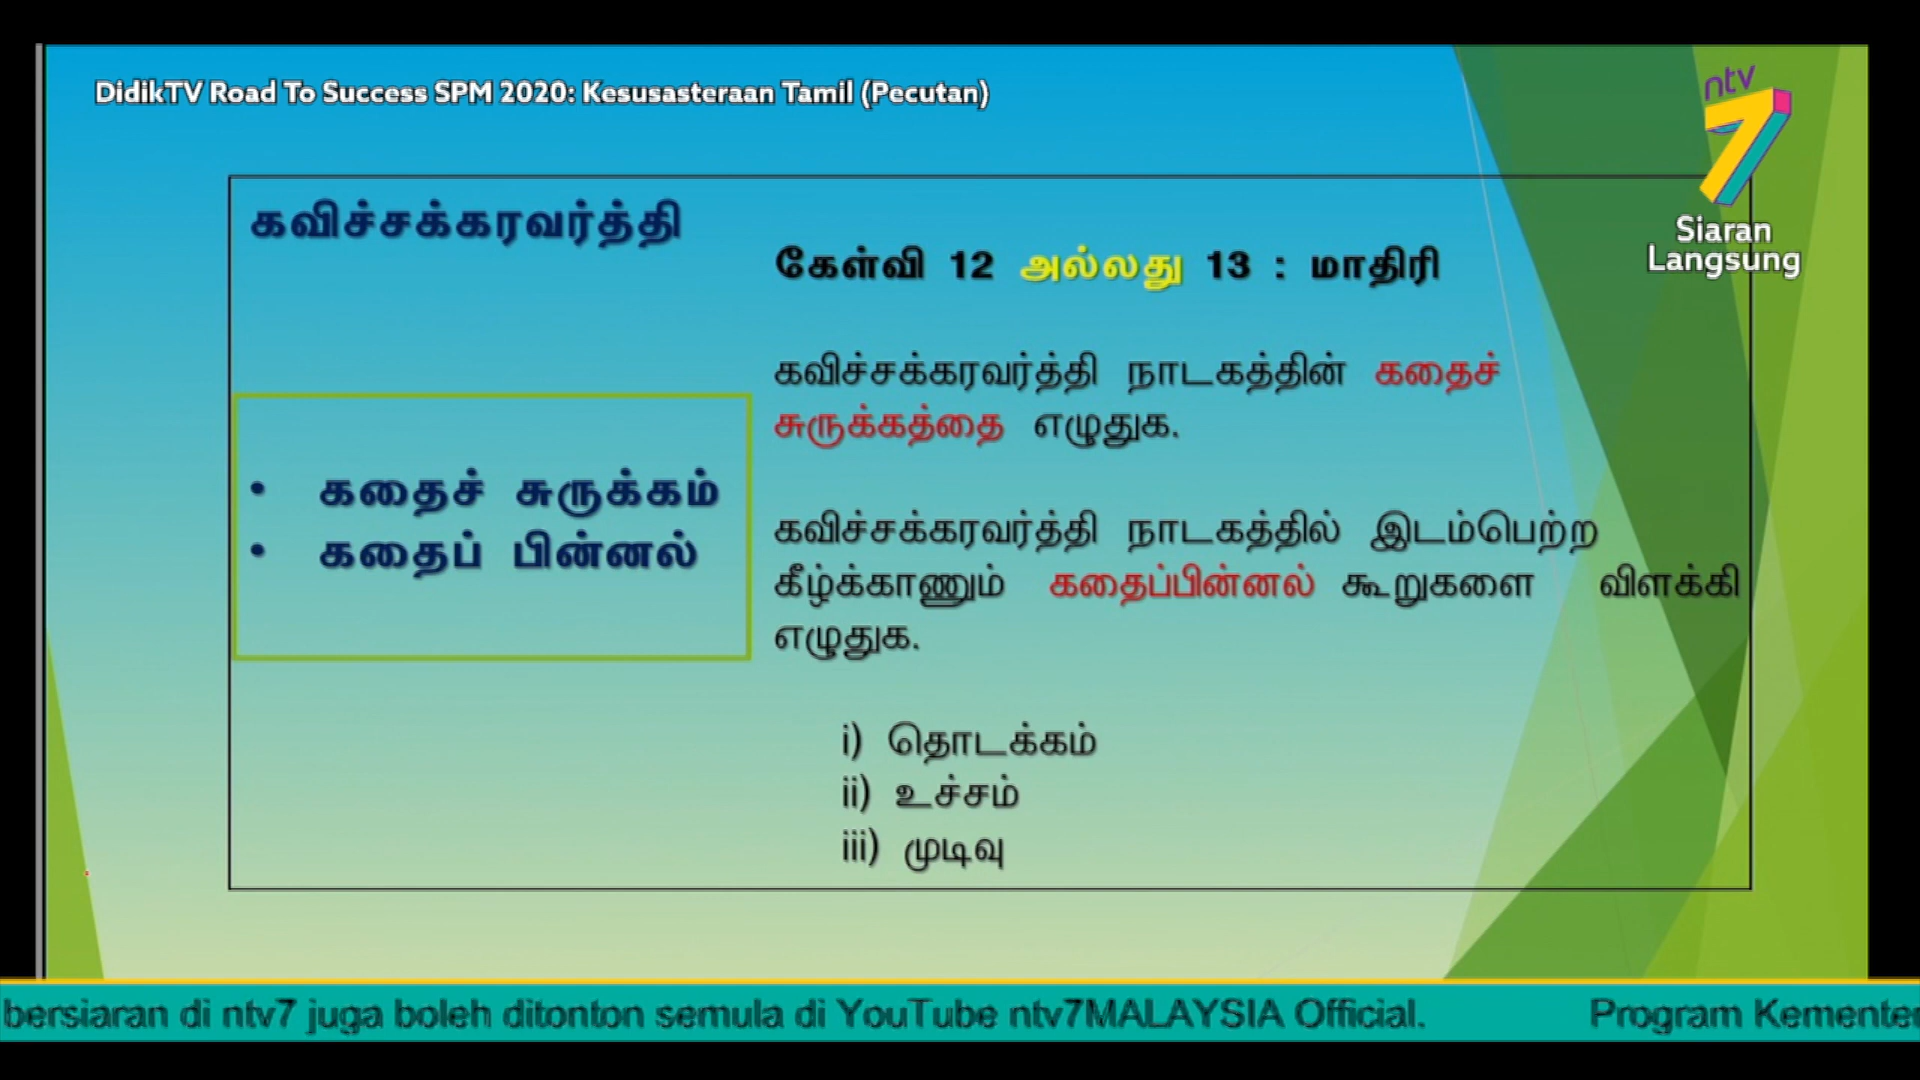 DidikTV Road To Success SPM 2020: Kesusasteraan Tamil (Pecutan)
ntv
7
Siaran
Langsung
கவிச்சக்கரவர்த்தி
• கதைச் சுருக்கம்
• கதைப் பின்னல்
கேள்வி 12 அல்லது 13 : மாதிரி
கவிச்சக்கரவர்த்தி நாடகத்தின் கதைச்
சுருக்கத்தை எழுதுக.
கவிச்சக்கரவர்த்தி நாடகத்தில் இடம்பெற்ற
கீழ்க்காணும் கதைப்பின்னல் கூறுகளை விளக்கி
எழுதுக.
i) தொடக்கம்
ii) உச்சம்
iii) முடிவு
bersiaran di ntv7 juga boleh ditonton semula di YouTube ntv7MALAYSIA Official. Program Kementer